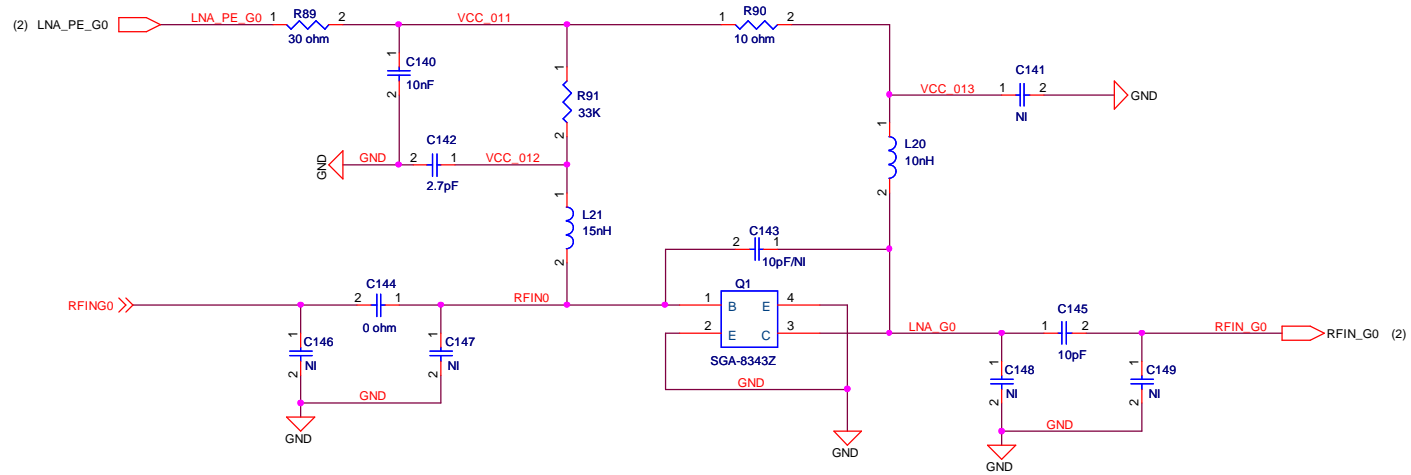 (2) LNA_PE_G0
LNA_PE_G0 1 R89 2
30 ohm
VCC_011
1 R90 2
10 ohm
1 C140
10nF
2
1
R91
33K
2
VCC_013 1 C141 2 GND
NI
1
L20
10nH
2
GND GND 2 C142 1 VCC_012
2.7pF
1
L21
15nH
2
2 C143 1
10pF/NI
RFING0 2 C144 1 RFIN0
0 ohm
Q1
1 B E 4
2 E C 3
SGA-8343Z
GND
GND
1 C146
NI
2
1 C147
NI
2
GND
GND
LNA_G0 1 C145 2 RFIN_G0 RFIN_G0 (2)
10pF
1 C148
NI
2
1 C149
NI
2
GND
GND